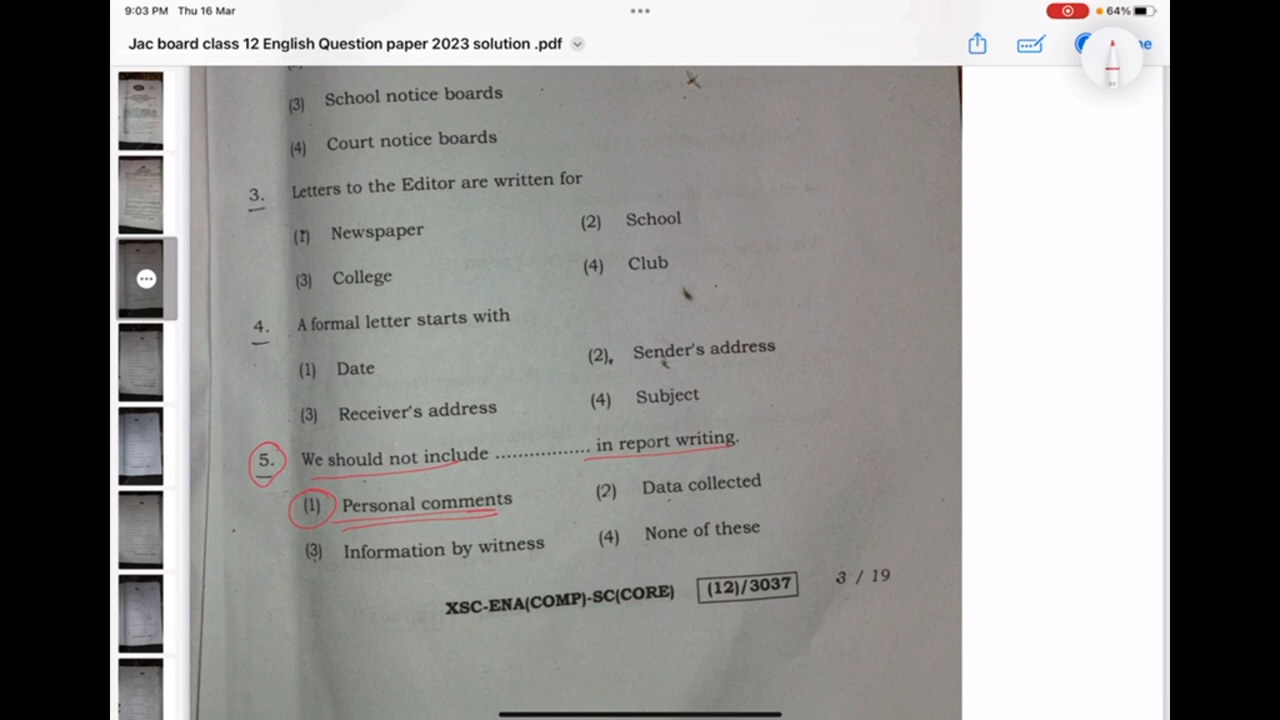 9:03 PM Thu 16 Mar
64%
Jac board class 12 English Question paper 2023 solution .pdf
(3) School notice boards
(4) Court notice boards
3. Letters to the Editor are written for
(1) Newspaper (2) School
(3) College (4) Club
4. A formal letter starts with
(1) Date (2) Sender's address
(3) Receiver's address (4) Subject
5. We should not include ................ in report writing.
(1) Personal comments (2) Data collected
(3) Information by witness (4) None of these
XSC-ENA(COMP)-SC(CORE) (12)/3037 3 / 19